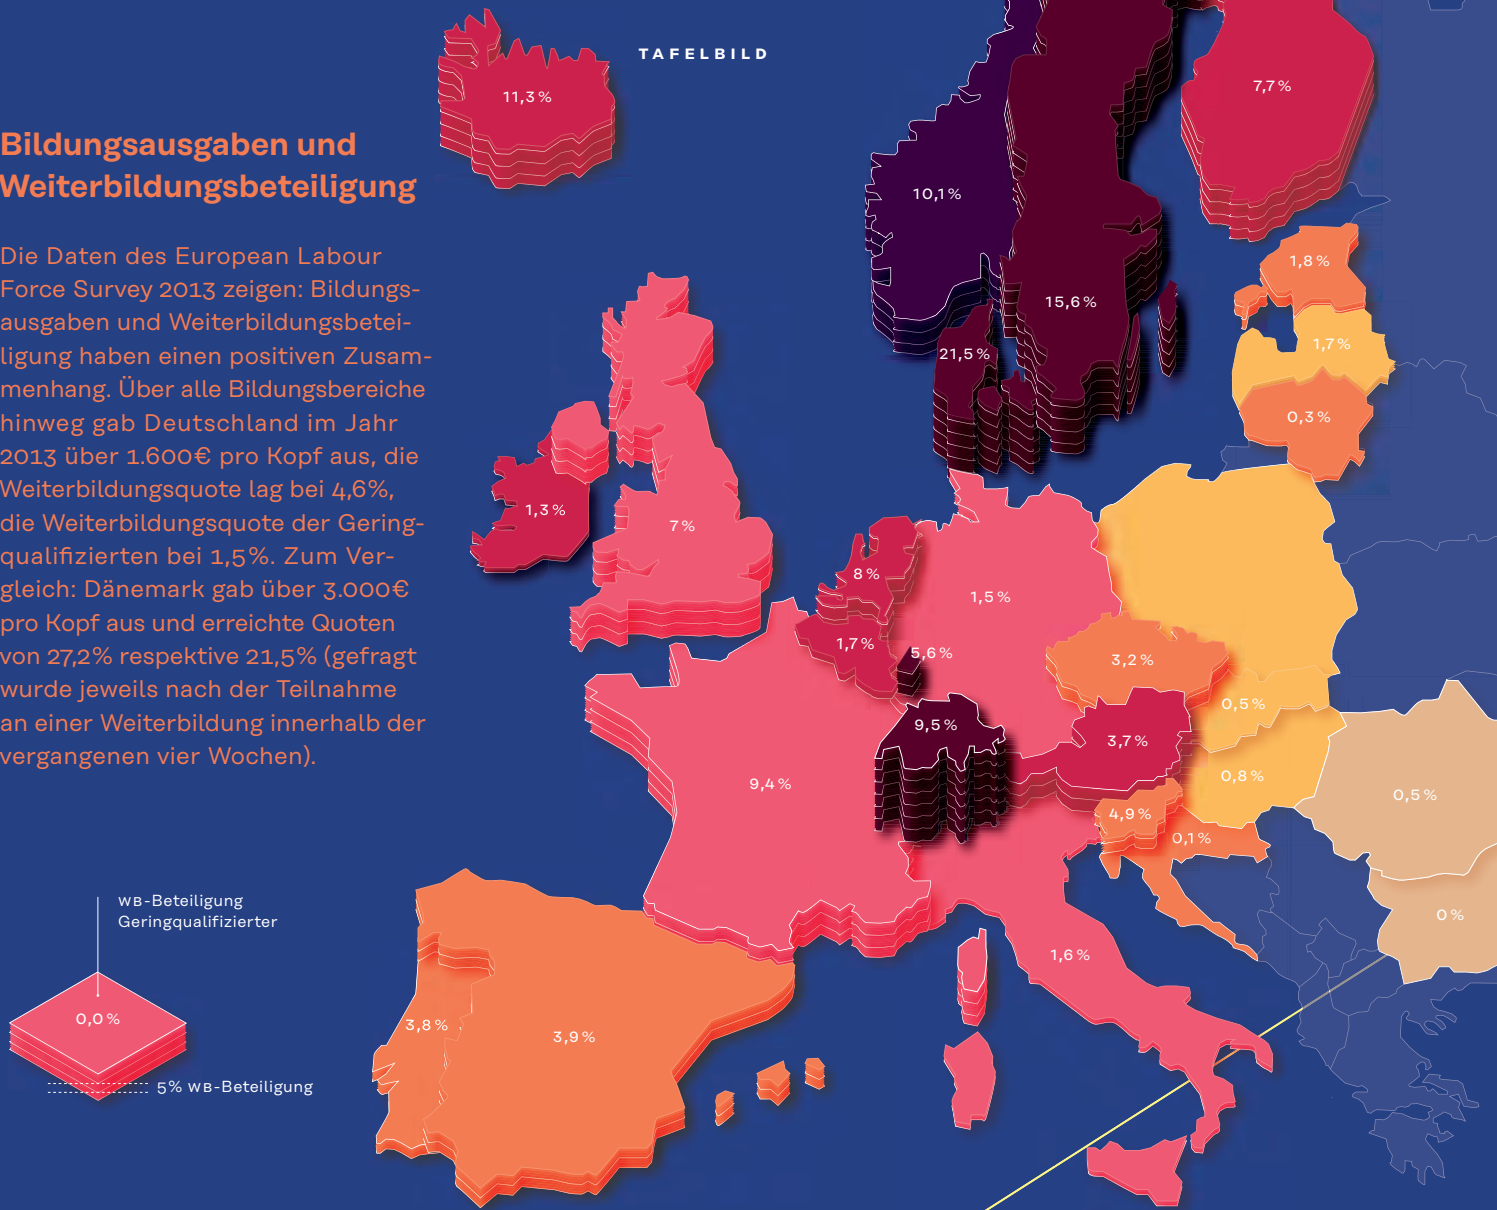 TAFELBILD
Bildungsausgaben und
Weiterbildungsbeteiligung
Die Daten des European Labour
Force Survey 2013 zeigen: Bildungs-
ausgaben und Weiterbildungsbetei-
ligung haben einen positiven Zusam-
menhang. Über alle Bildungsbereiche
hinweg gab Deutschland im Jahr
2013 über 1.600€ pro Kopf aus, die
Weiterbildungsquote lag bei 4,6%,
die Weiterbildungsquote der Gering-
qualifizierten bei 1,5%. Zum Ver-
gleich: Dänemark gab über 3.000€
pro Kopf aus und erreichte Quoten
von 27,2% respektive 21,5% (gefragt
wurde jeweils nach der Teilnahme
an einer Weiterbildung innerhalb der
vergangenen vier Wochen).
WB-Beteiligung
Geringqualifizierter
0,0 %
5% WB-Beteiligung
11,3 %
7,7 %
10,1 %
1,8 %
15,6 %
1,7 %
21,5 %
0,3 %
1,3 %
7 %
8 %
1,5 %
1,7 %
5,6 %
3,2 %
0,5 %
9,5 %
3,7 %
0,8 %
9,4 %
0,5 %
4,9 %
0,1 %
0 %
1,6 %
3,8 %
3,9 %